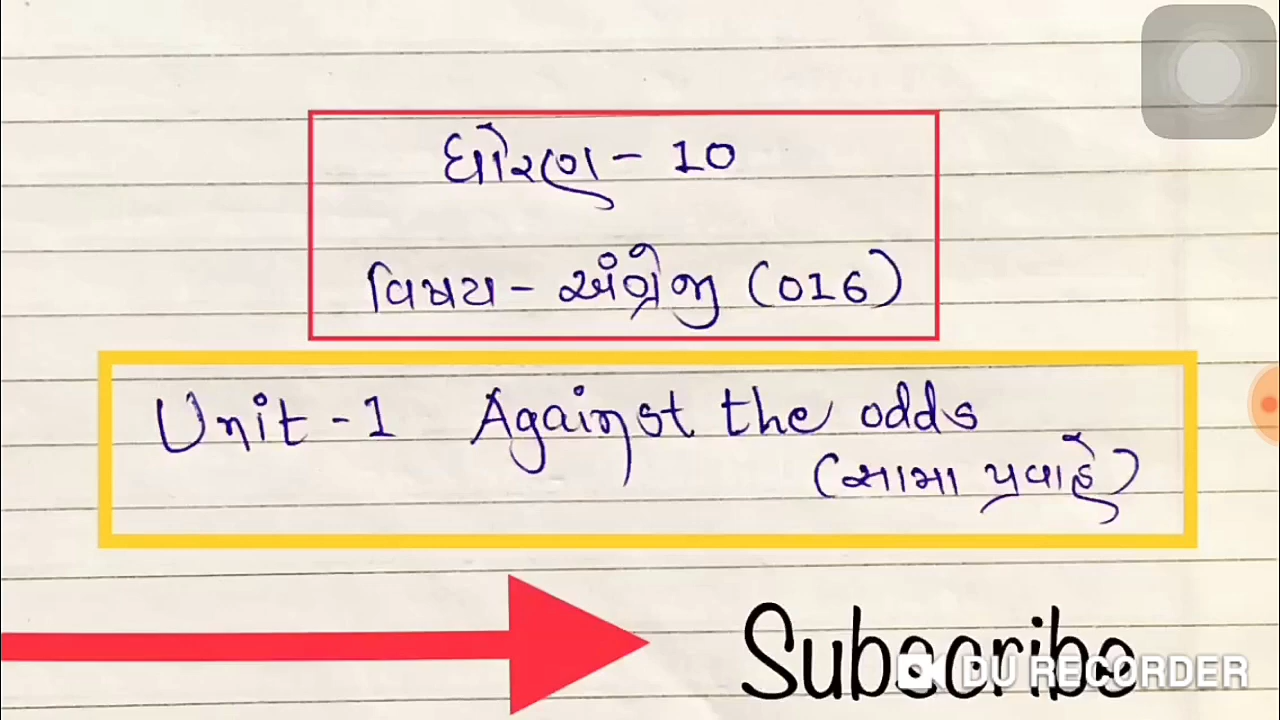 ધોરણ - 10
વિષય - અંગ્રેજી (016)
Unit - 1 Against the odds
(સામા પ્રવાહે)
Subscribe
DU RECORDER